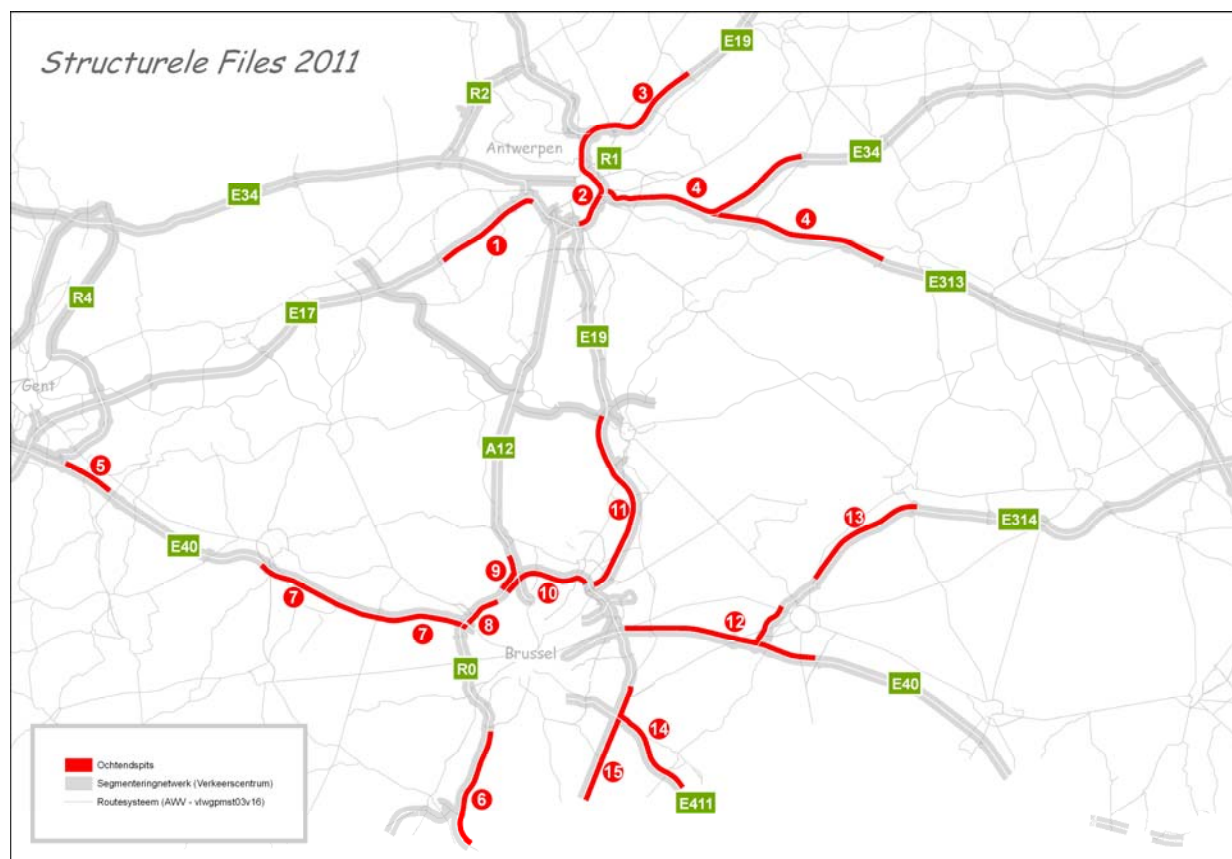 Structurele Files 2011
E19
R2
3
Antwerpen
R1
E34
4
2
E34
1
4
R4
E313
E17
E19
Gent
A12
5
11
13
E314
E40
9
10
7
12
7
8
Brussel
R0
E40
14
15
6
E411
Ochtendspits
Segmenteringnetwerk (Verkeerscentrum)
Routesysteem (AWV - vlwgpmst03v16)